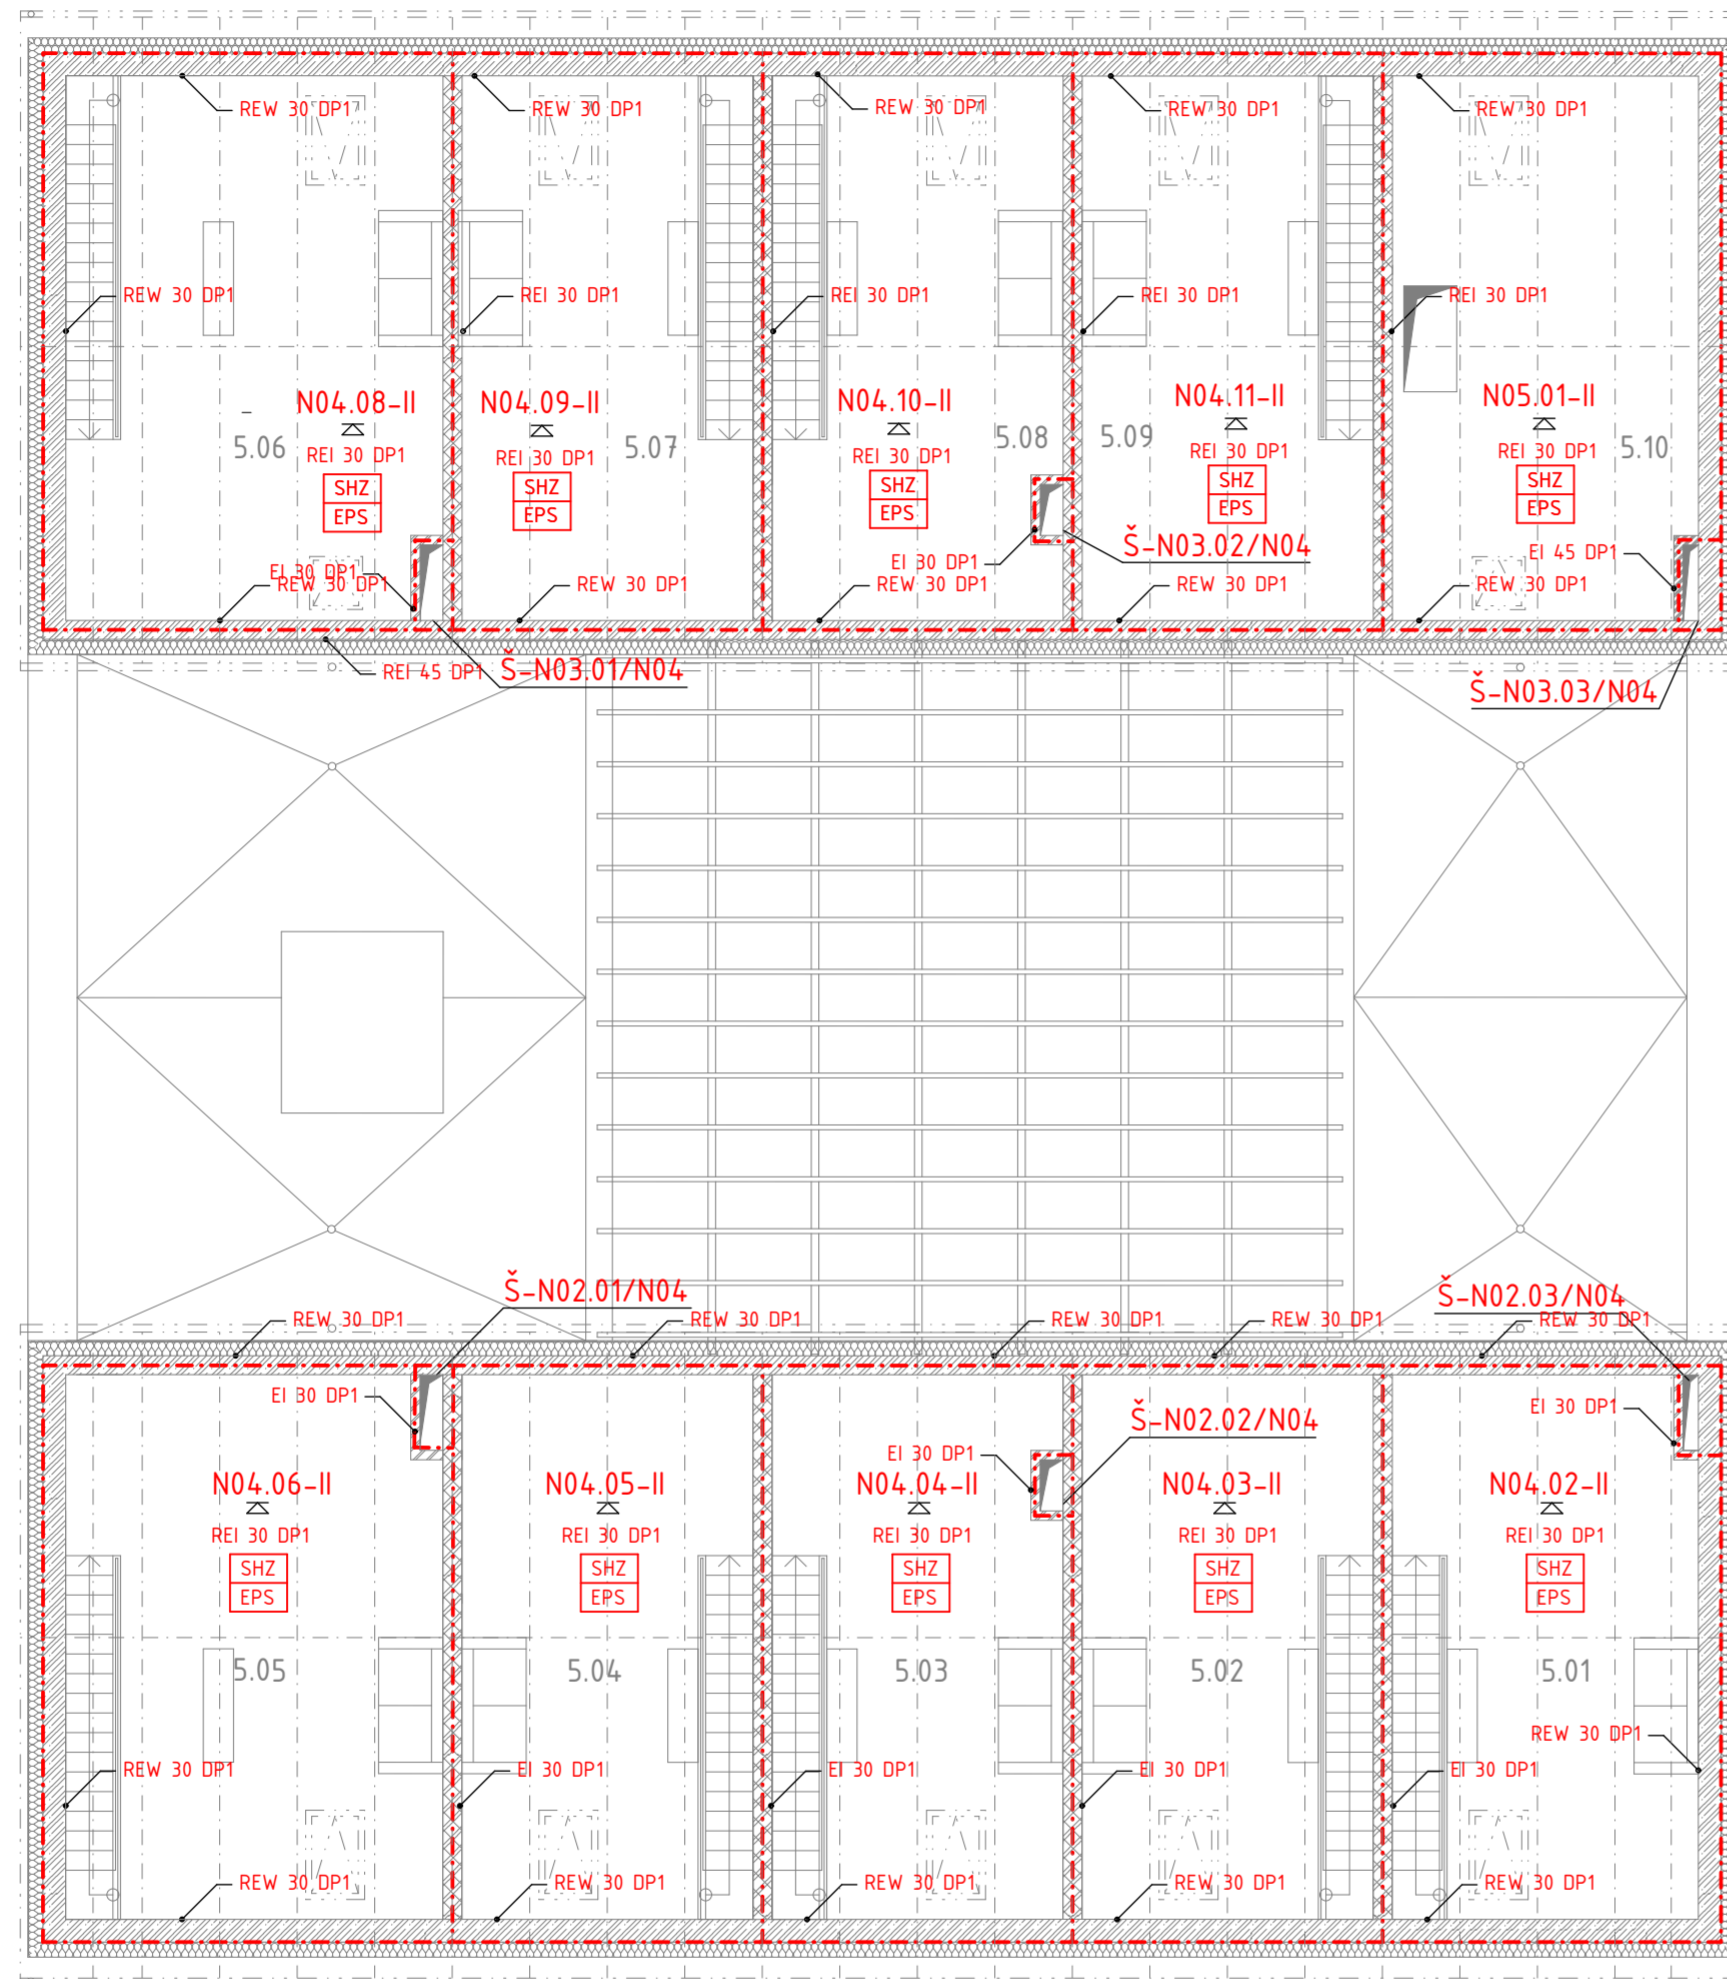 REW 30 DP1
REW 30 DP1
REW 30 DP1
REW 30 DP1
REW 30 DP1
REW 30 DP1
REI 30 DP1
REI 30 DP1
REI 30 DP1
REI 30 DP1
N04.08-II
N04.09-II
N04.10-II
N04.11-II
N05.01-II
5.06
5.07
5.08
5.09
5.10
REI 30 DP1
REI 30 DP1
REI 30 DP1
REI 30 DP1
REI 30 DP1
SHZ
EPS
SHZ
EPS
SHZ
EPS
SHZ
EPS
SHZ
EPS
Š-N03.02/N04
EI 30 DP1
EI 30 DP1
EI 45 DP1
REW 30 DP1
REW 30 DP1
REW 30 DP1
REW 30 DP1
REW 30 DP1
REI 45 DP1
Š-N03.01/N04
Š-N03.03/N04
Š-N02.01/N04
Š-N02.03/N04
REW 30 DP1
REW 30 DP1
REW 30 DP1
REW 30 DP1
REW 30 DP1
EI 30 DP1
EI 30 DP1
Š-N02.02/N04
EI 30 DP1
N04.06-II
N04.05-II
N04.04-II
N04.03-II
N04.02-II
REI 30 DP1
REI 30 DP1
REI 30 DP1
REI 30 DP1
REI 30 DP1
SHZ
EPS
SHZ
EPS
SHZ
EPS
SHZ
EPS
SHZ
EPS
5.05
5.04
5.03
5.02
5.01
REW 30 DP1
REW 30 DP1
EI 30 DP1
EI 30 DP1
EI 30 DP1
EI 30 DP1
REW 30 DP1
REW 30 DP1
REW 30 DP1
REW 30 DP1
REW 30 DP1